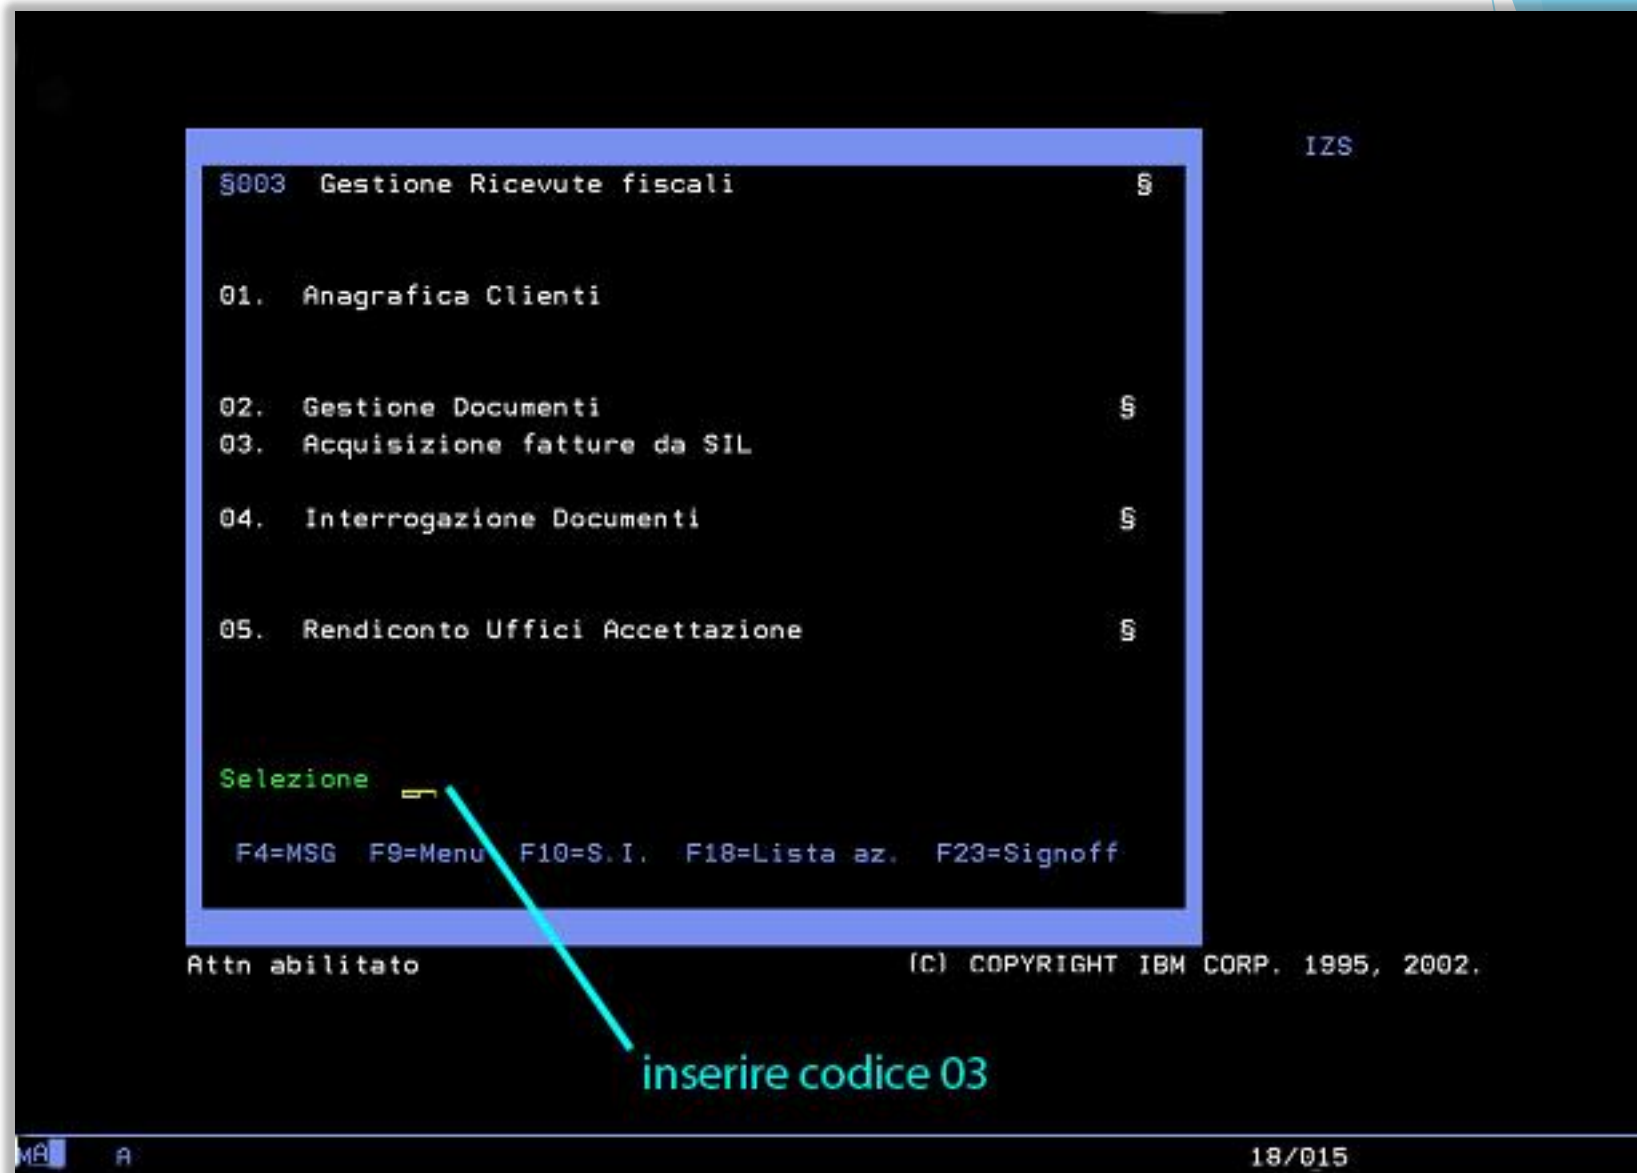 IZS
§003 Gestione Ricevute fiscali §
01. Anagrafica Clienti
02. Gestione Documenti §
03. Acquisizione fatture da SIL
04. Interrogazione Documenti §
05. Rendiconto Uffici Accettazione §
Selezione
F4=MSG F9=Menu F10=S.I. F18=Lista az. F23=Signoff
Attn abilitato (C) COPYRIGHT IBM CORP. 1995, 2002.
inserire codice 03
MA A 18/015